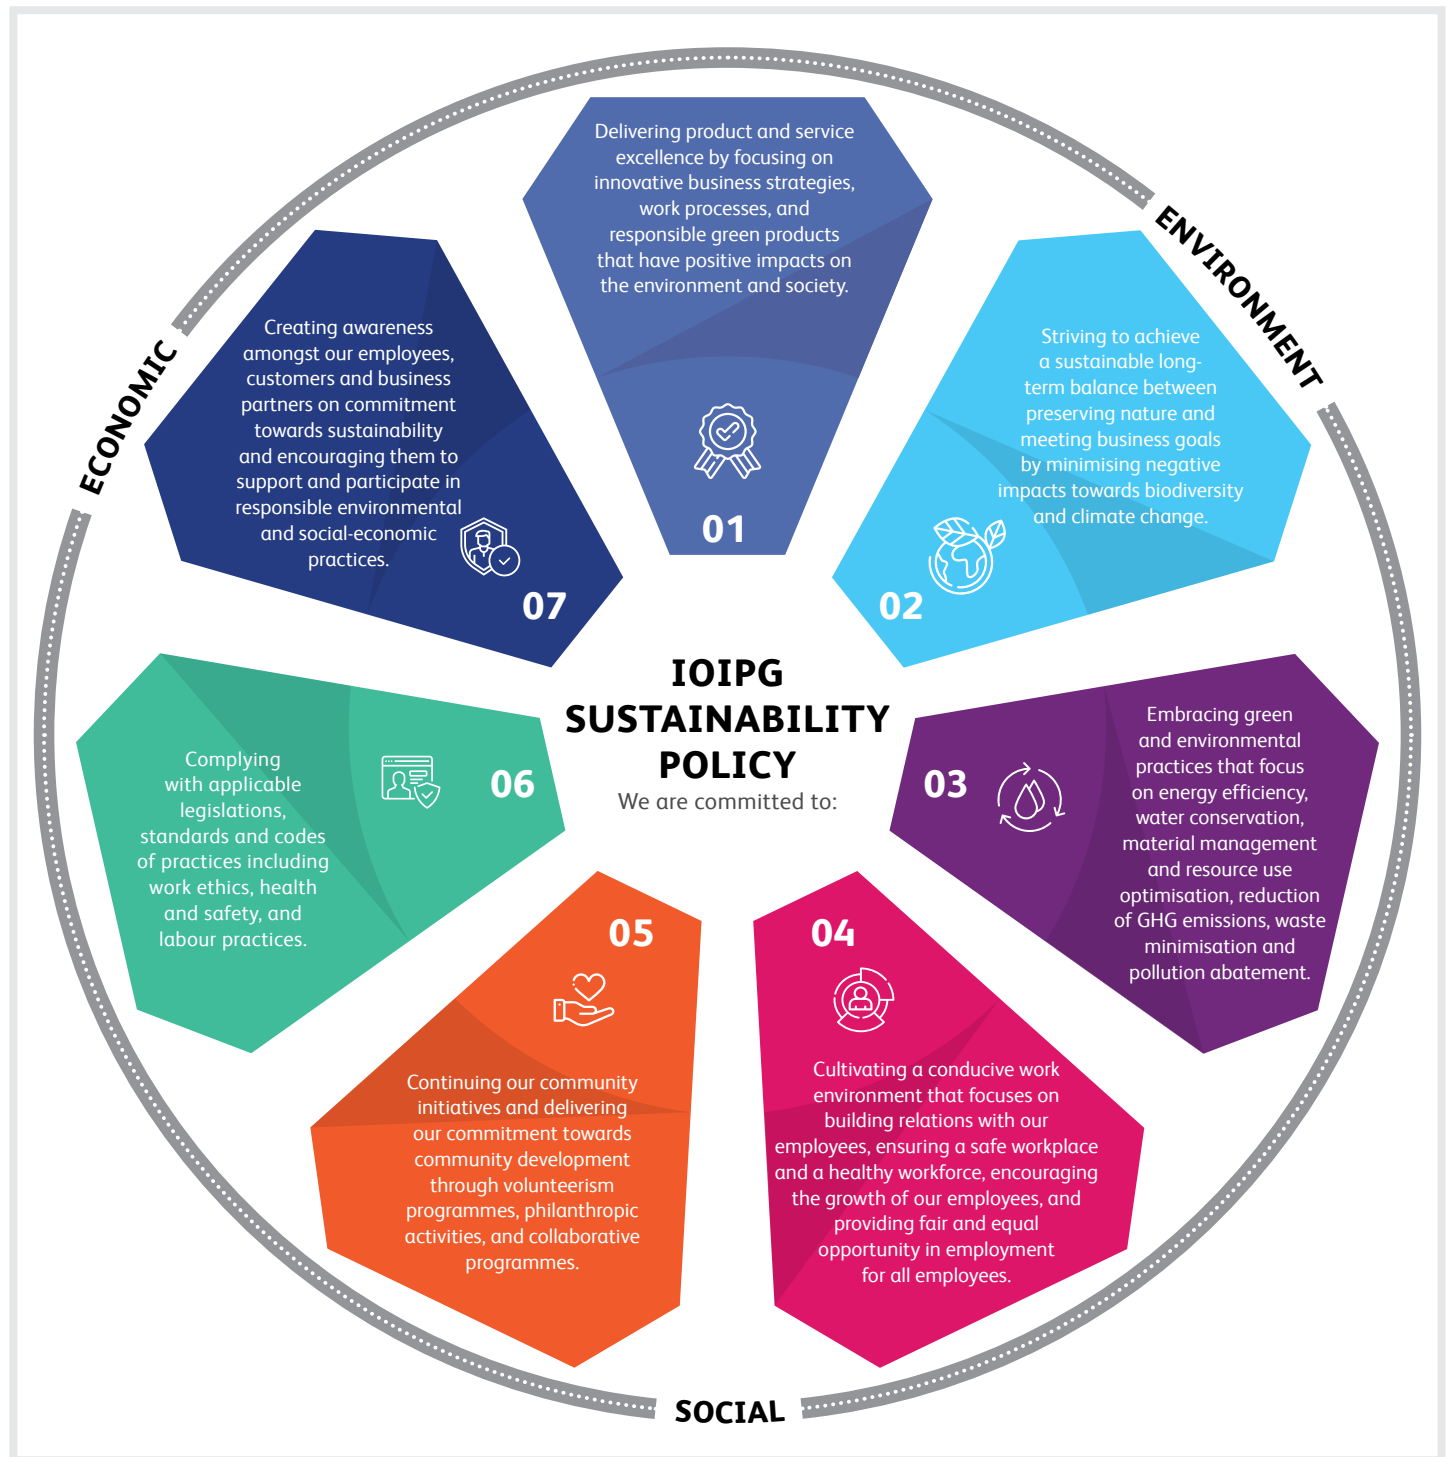 IOIPG
SUSTAINABILITY
POLICY
We are committed to:
ECONOMIC
ENVIRONMENT
SOCIAL
Delivering product and service
excellence by focusing on
innovative business strategies,
work processes, and
responsible green products
that have positive impacts on
the environment and society.
01
Striving to achieve
a sustainable long-
term balance between
preserving nature and
meeting business goals
by minimising negative
impacts towards biodiversity
and climate change.
02
Embracing green
and environmental
practices that focus
on energy efficiency,
water conservation,
material management
and resource use
optimisation, reduction
of GHG emissions, waste
minimisation and
pollution abatement.
03
04
Cultivating a conducive work
environment that focuses on
building relations with our
employees, ensuring a safe workplace
and a healthy workforce, encouraging
the growth of our employees, and
providing fair and equal
opportunity in employment
for all employees.
05
Continuing our community
initiatives and delivering
our commitment towards
community development
through volunteerism
programmes, philanthropic
activities, and collaborative
programmes.
06
Complying
with applicable
legislations,
standards and codes
of practices including
work ethics, health
and safety, and
labour practices.
Creating awareness
amongst our employees,
customers and business
partners on commitment
towards sustainability
and encouraging them to
support and participate in
responsible environmental
and social-economic
practices.
07